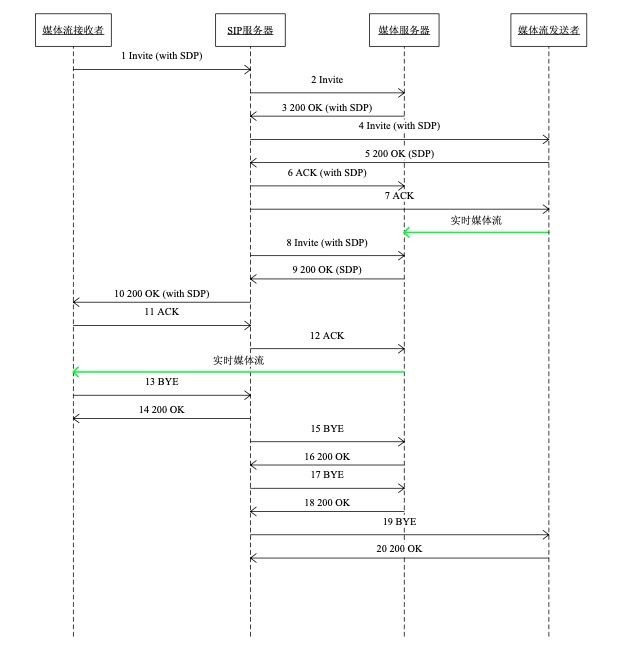 媒体流接收者
SIP服务器
媒体服务器
媒体流发送者
1 Invite (with SDP)
2 Invite
3 200 OK (with SDP)
4 Invite (with SDP)
5 200 OK (SDP)
6 ACK (with SDP)
7 ACK
实时媒体流
8 Invite (with SDP)
9 200 OK (SDP)
10 200 OK (with SDP)
11 ACK
12 ACK
实时媒体流
13 BYE
14 200 OK
15 BYE
16 200 OK
17 BYE
18 200 OK
19 BYE
20 200 OK